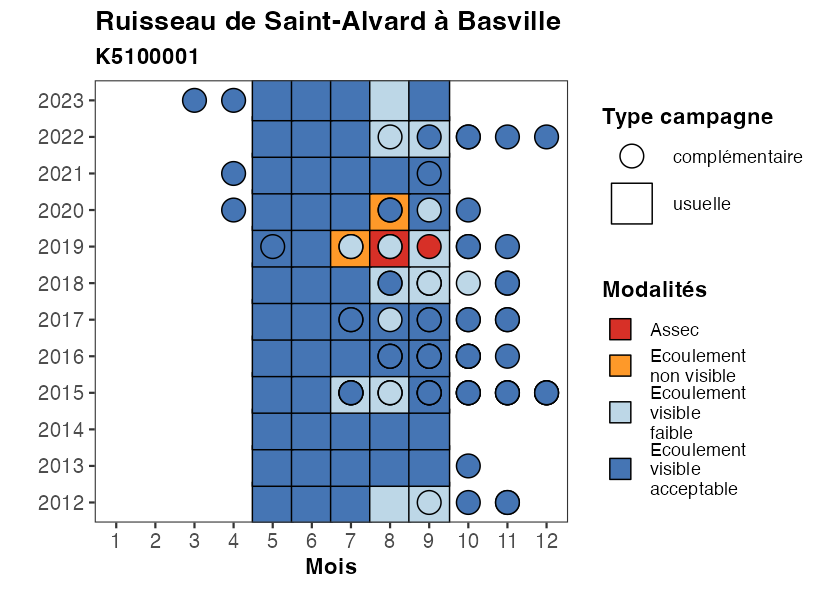 Ruisseau de Saint-Alvard à Basville
K5100001
2023
2022
2021
2020
2019
2018
2017
2016
2015
2014
2013
2012
1 2 3 4 5 6 7 8 9 10 11 12
Mois
Type campagne
complémentaire
usuelle
Modalités
Assec
Ecoulement
non visible
Ecoulement
visible
faible
Ecoulement
visible
acceptable